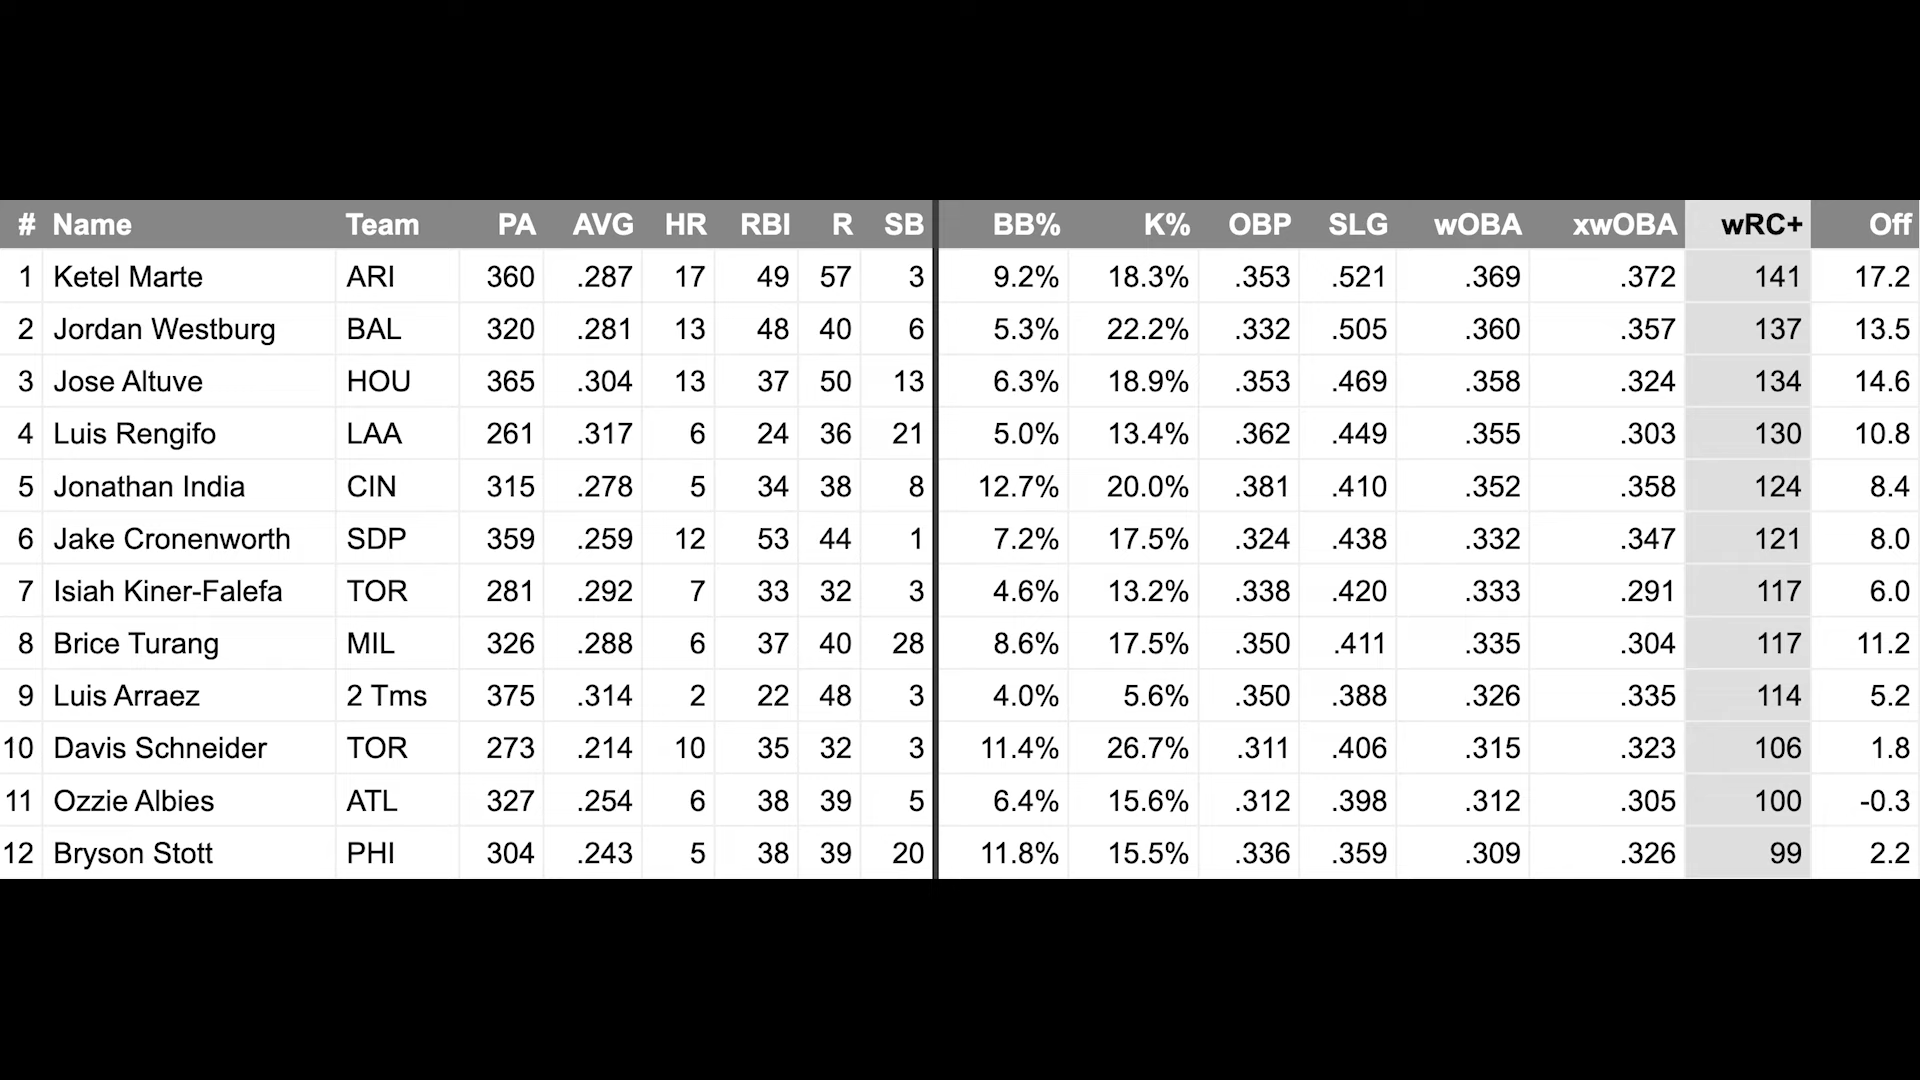 # Name Team PA AVG HR RBI R SB BB% K% OBP SLG wOBA xwOBA wRC+ Off
1 Ketel Marte ARI 360 .287 17 49 57 3 9.2% 18.3% .353 .521 .369 .372 141 17.2
2 Jordan Westburg BAL 320 .281 13 48 40 6 5.3% 22.2% .332 .505 .360 .357 137 13.5
3 Jose Altuve HOU 365 .304 13 37 50 13 6.3% 18.9% .353 .469 .358 .324 134 14.6
4 Luis Rengifo LAA 261 .317 6 24 36 21 5.0% 13.4% .362 .449 .355 .303 130 10.8
5 Jonathan India CIN 315 .278 5 34 38 8 12.7% 20.0% .381 .410 .352 .358 124 8.4
6 Jake Cronenworth SDP 359 .259 12 53 44 1 7.2% 17.5% .324 .438 .332 .347 121 8.0
7 Isiah Kiner-Falefa TOR 281 .292 7 33 32 3 4.6% 13.2% .338 .420 .333 .291 117 6.0
8 Brice Turang MIL 326 .288 6 37 40 28 8.6% 17.5% .350 .411 .335 .304 117 11.2
9 Luis Arraez 2 Tms 375 .314 2 22 48 3 4.0% 5.6% .350 .388 .326 .335 114 5.2
10 Davis Schneider TOR 273 .214 10 35 32 3 11.4% 26.7% .311 .406 .315 .323 106 1.8
11 Ozzie Albies ATL 327 .254 6 38 39 5 6.4% 15.6% .312 .398 .312 .305 100 -0.3
12 Bryson Stott PHI 304 .243 5 38 39 20 11.8% 15.5% .336 .359 .309 .326 99 2.2